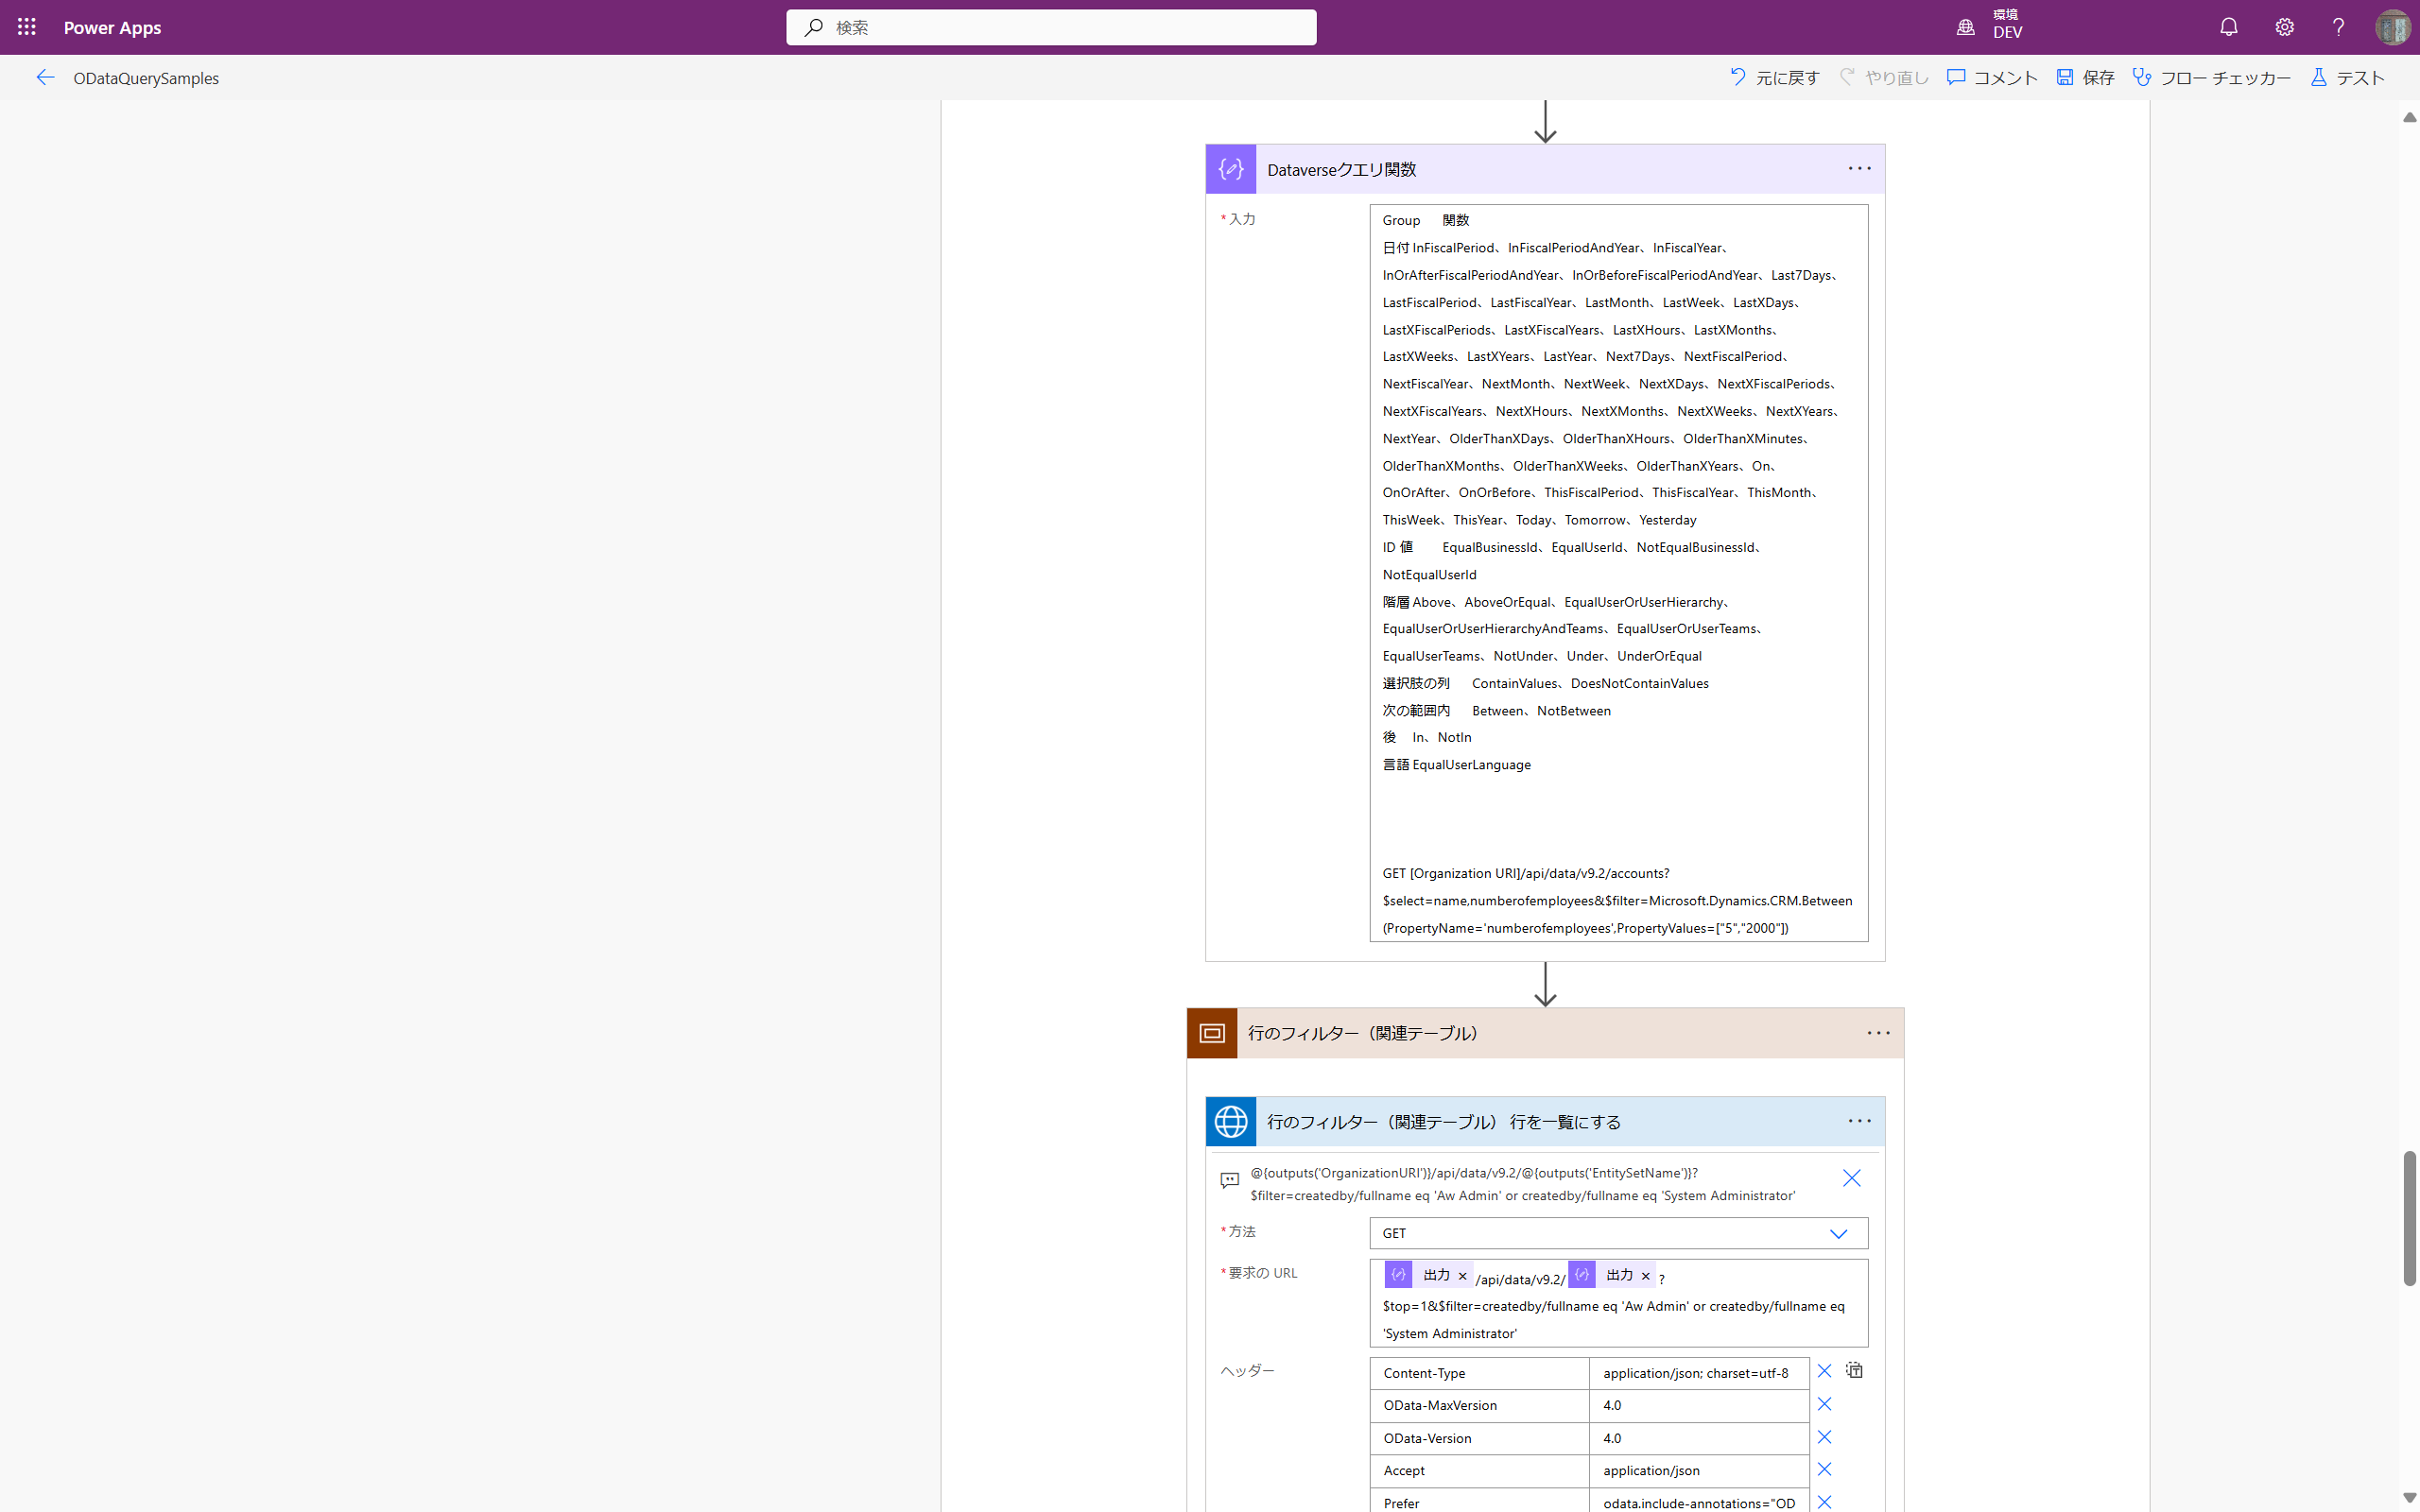 Power Apps
検索
環境
DEV
ODataQuerySamples
元に戻す
やり直し
コメント
保存
フロー チェッカー
テスト
Dataverseクエリ関数
* 入力
Group 関数
日付 InFiscalPeriod、InFiscalPeriodAndYear、InFiscalYear、
InOrAfterFiscalPeriodAndYear、InOrBeforeFiscalPeriodAndYear、Last7Days、
LastFiscalPeriod、LastFiscalYear、LastMonth、LastWeek、LastXDays、
LastXFiscalPeriods、LastXFiscalYears、LastXHours、LastXMonths、
LastXWeeks、LastXYears、LastYear、Next7Days、NextFiscalPeriod、
NextFiscalYear、NextMonth、NextWeek、NextXDays、NextXFiscalPeriods、
NextXFiscalYears、NextXHours、NextXMonths、NextXWeeks、NextXYears、
NextYear、OlderThanXDays、OlderThanXHours、OlderThanXMinutes、
OlderThanXMonths、OlderThanXWeeks、OlderThanXYears、On、
OnOrAfter、OnOrBefore、ThisFiscalPeriod、ThisFiscalYear、ThisMonth、
ThisWeek、ThisYear、Today、Tomorrow、Yesterday
ID 値 EqualBusinessId、EqualUserId、NotEqualBusinessId、
NotEqualUserId
階層 Above、AboveOrEqual、EqualUserOrUserHierarchy、
EqualUserOrUserHierarchyAndTeams、EqualUserOrUserTeams、
EqualUserTeams、NotUnder、Under、UnderOrEqual
選択肢の列 ContainValues、DoesNotContainValues
次の範囲内 Between、NotBetween
後 In、NotIn
言語 EqualUserLanguage
GET [Organization URI]/api/data/v9.2/accounts?
$select=name,numberofemployees&$filter=Microsoft.Dynamics.CRM.Between
(PropertyName='numberofemployees',PropertyValues=["5","2000"])
行のフィルター（関連テーブル）
行のフィルター（関連テーブル） 行を一覧にする
@{outputs('OrganizationURI')}/api/data/v9.2/@{outputs('EntitySetName')}?
$filter=createdby/fullname eq 'Aw Admin' or createdby/fullname eq 'System Administrator'
* 方法
GET
* 要求の URL
出力 × /api/data/v9.2/ 出力 × ?
$top=1&$filter=createdby/fullname eq 'Aw Admin' or createdby/fullname eq
'System Administrator'
ヘッダー
Content-Type application/json; charset=utf-8
OData-MaxVersion 4.0
OData-Version 4.0
Accept application/json
Prefer odata.include-annotations="OD